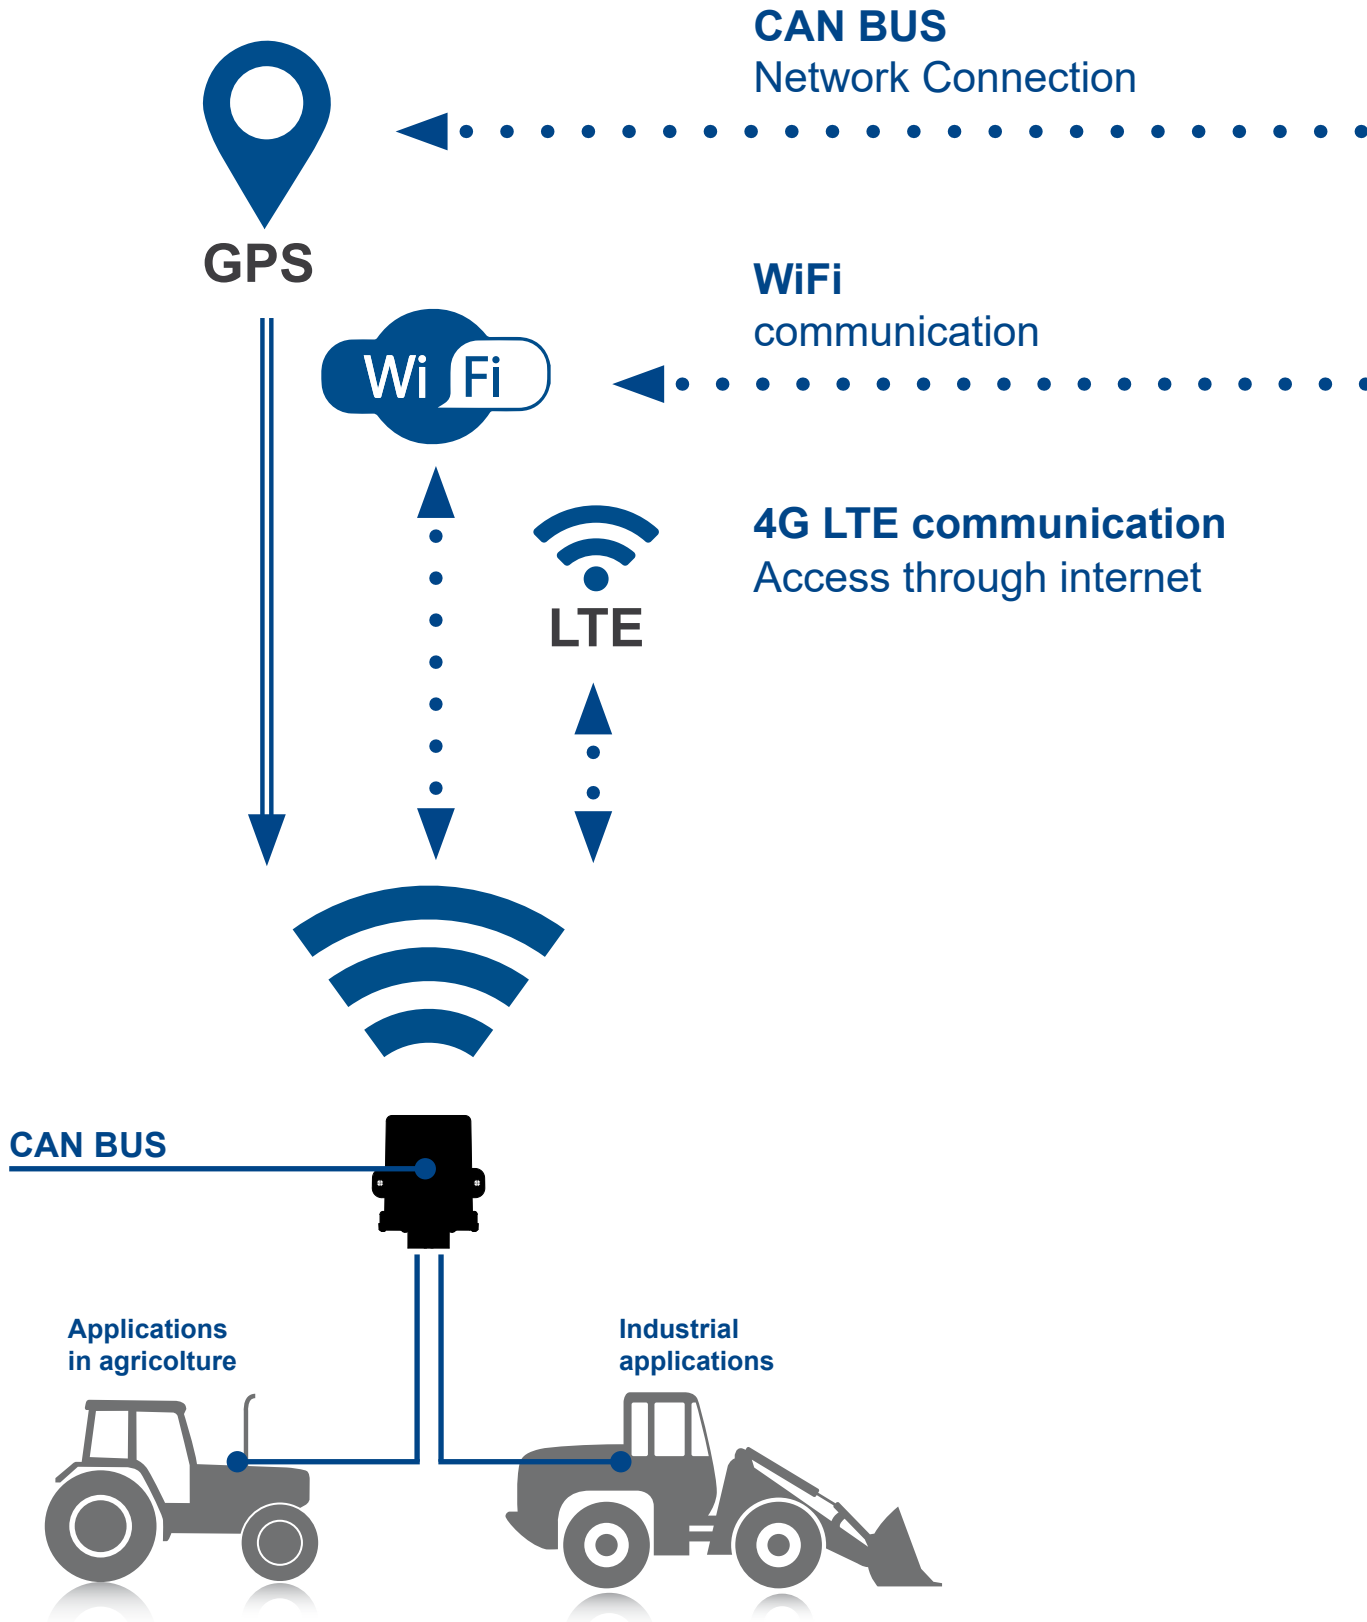 CAN BUS
Network Connection
GPS
WiFi
communication
Wi Fi
4G LTE communication
Access through internet
LTE
CAN BUS
Applications
in agricolture
Industrial
applications